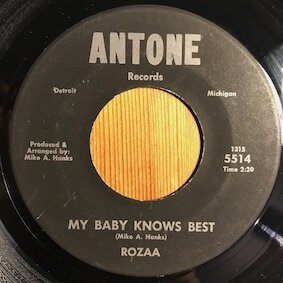 ANTONE
Records
Detroit Michigan
Produced &
Arranged by:
Mike A. Hanks
1315
5514
Time 2:20
MY BABY KNOWS BEST
(Mike A. Hanks)
ROZAA